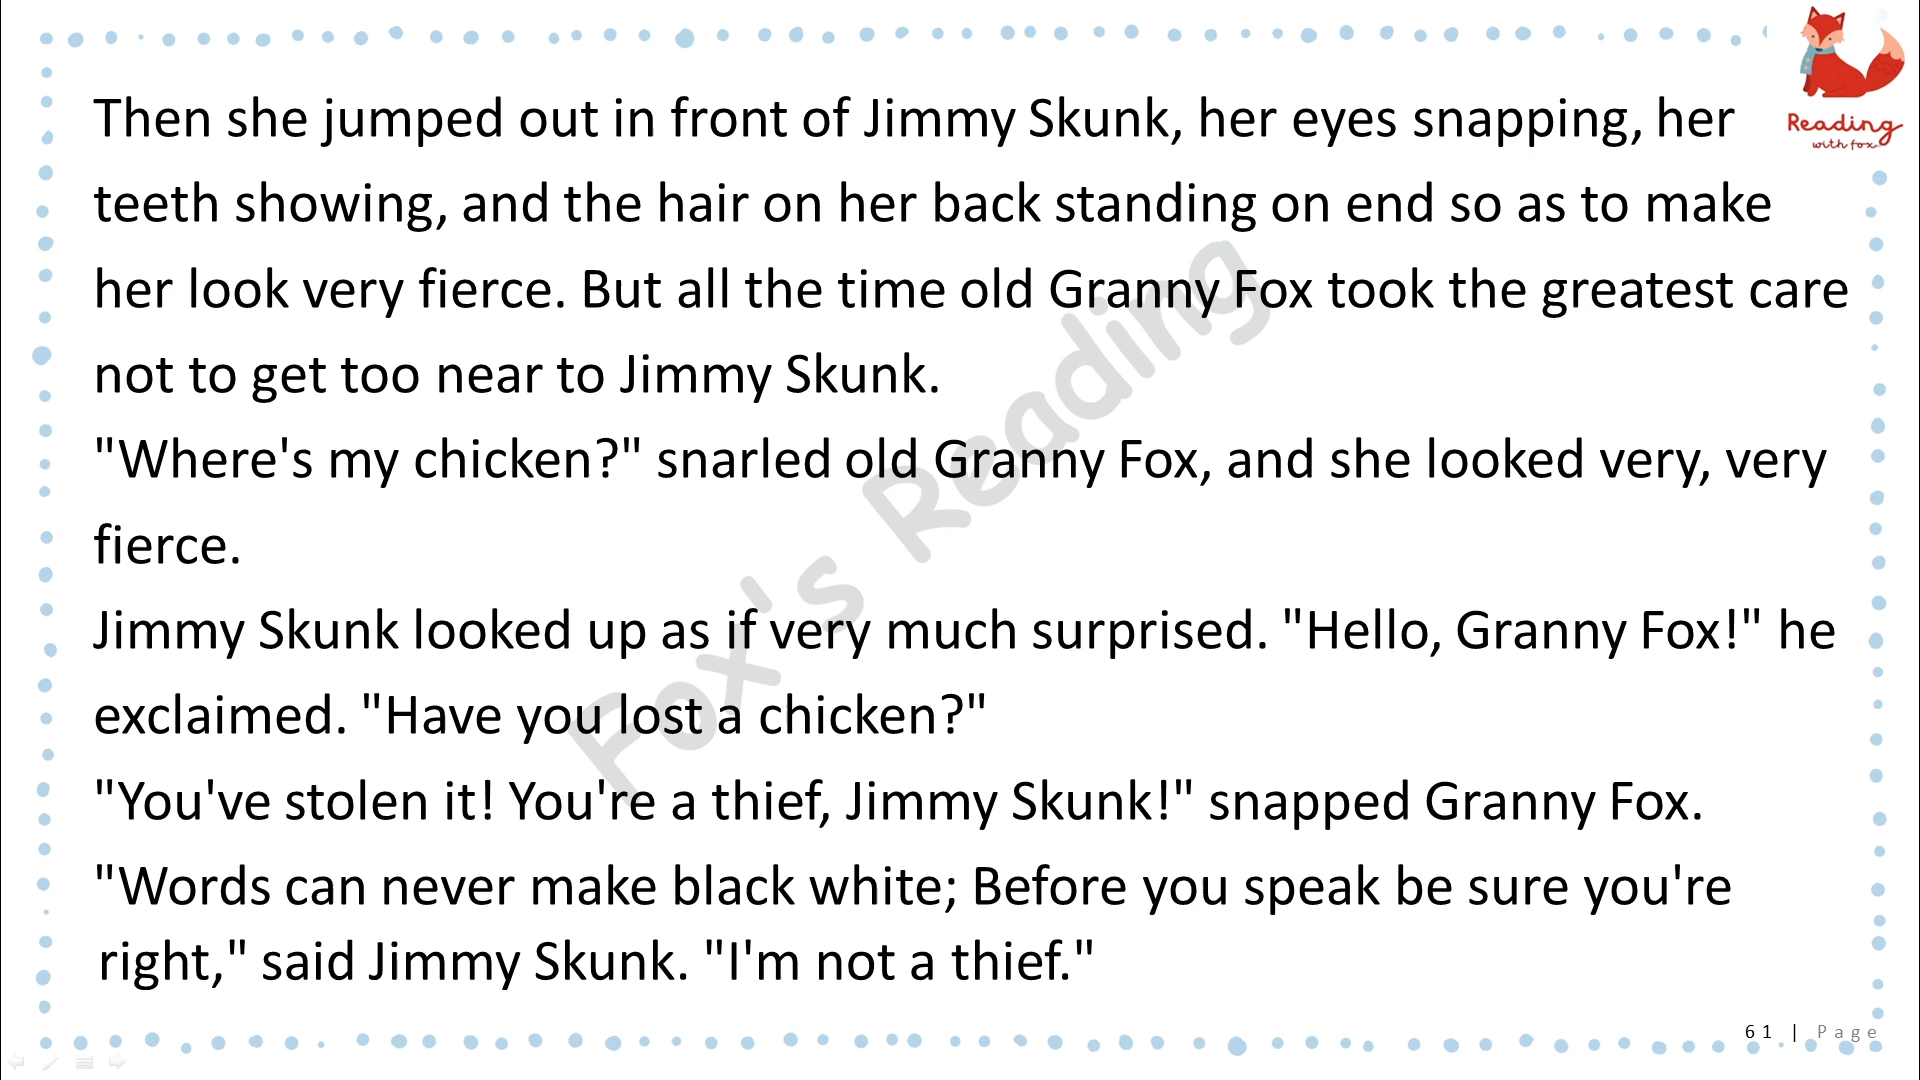 Reading
with fox
Then she jumped out in front of Jimmy Skunk, her eyes snapping, her
teeth showing, and the hair on her back standing on end so as to make
her look very fierce. But all the time old Granny Fox took the greatest care
not to get too near to Jimmy Skunk.
"Where's my chicken?" snarled old Granny Fox, and she looked very, very
fierce.
Jimmy Skunk looked up as if very much surprised. "Hello, Granny Fox!" he
exclaimed. "Have you lost a chicken?"
"You've stolen it! You're a thief, Jimmy Skunk!" snapped Granny Fox.
"Words can never make black white; Before you speak be sure you're
right," said Jimmy Skunk. "I'm not a thief."
Fox's Reading
61 | Page